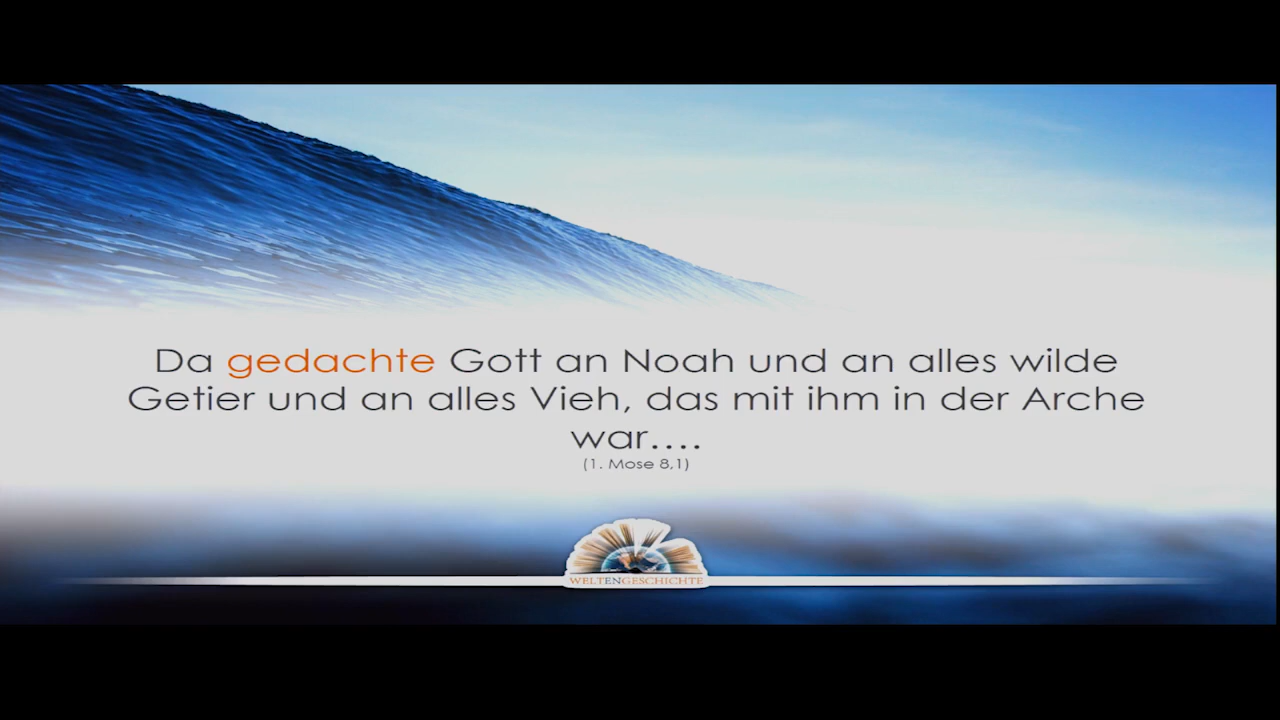 Da gedachte Gott an Noah und an alles wilde
Getier und an alles Vieh, das mit ihm in der Arche
war....
(1. Mose 8,1)
WELTENGESCHICHTE